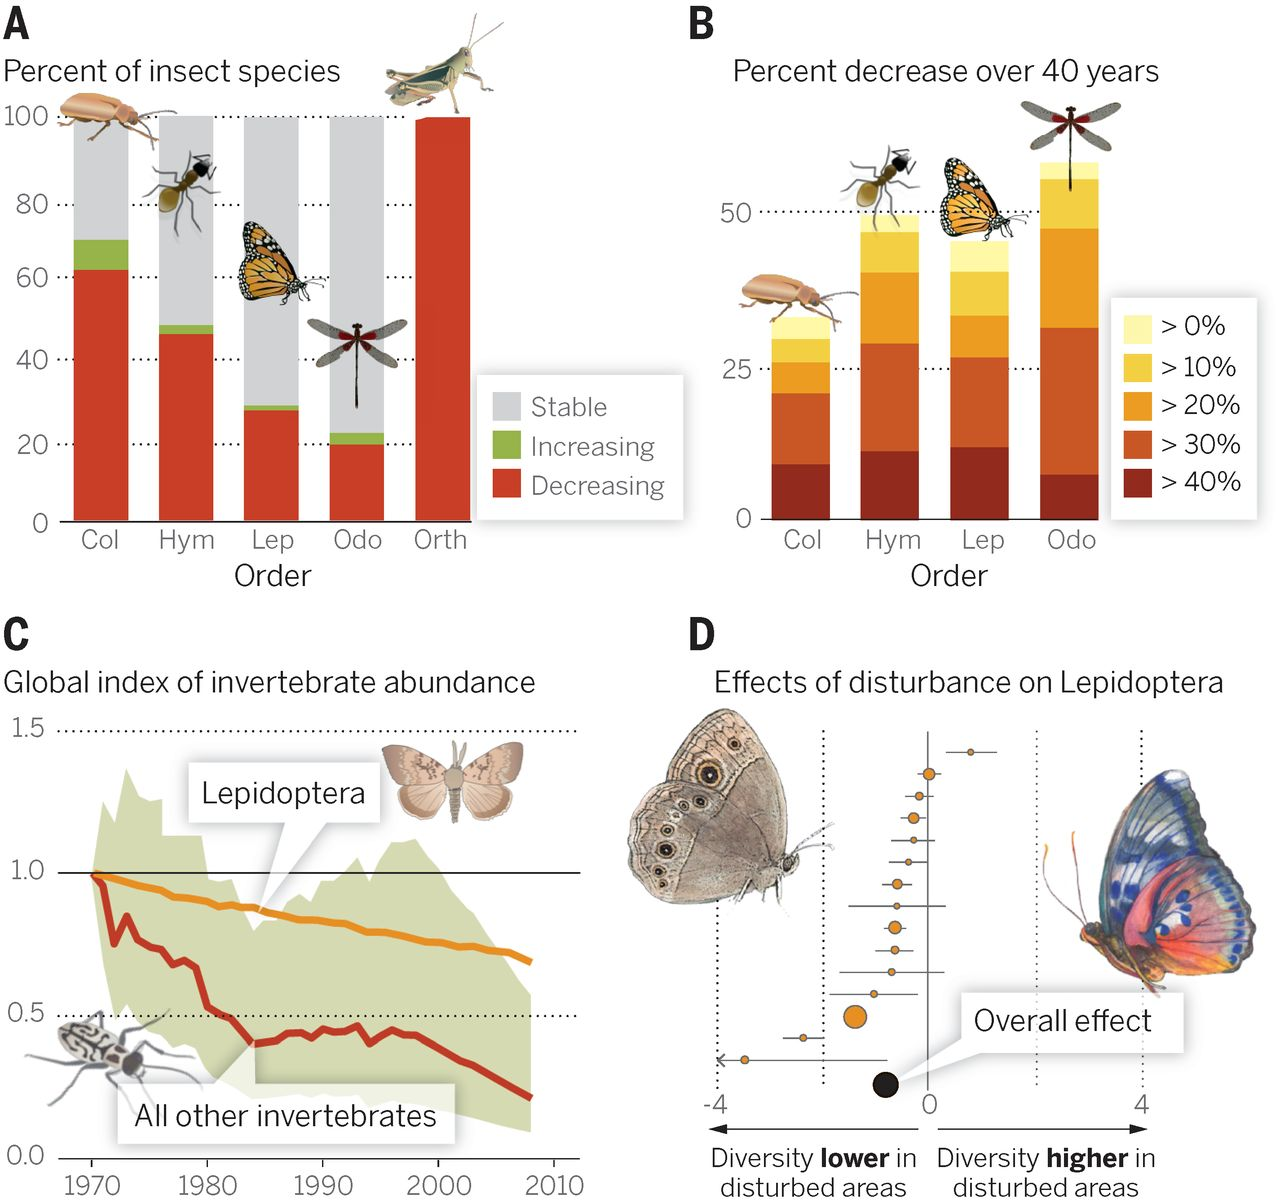 A
Percent of insect species
100
80
60
40
20
0
Col Hym Lep Odo Orth
Order
Stable
Increasing
Decreasing
B
Percent decrease over 40 years
50
25
0
Col Hym Lep Odo
Order
> 0%
> 10%
> 20%
> 30%
> 40%
C
Global index of invertebrate abundance
1.5
1.0
0.5
0.0
Lepidoptera
All other invertebrates
1970 1980 1990 2000 2010
D
Effects of disturbance on Lepidoptera
Overall effect
-4 0 4
Diversity lower in
disturbed areas
Diversity higher in
disturbed areas